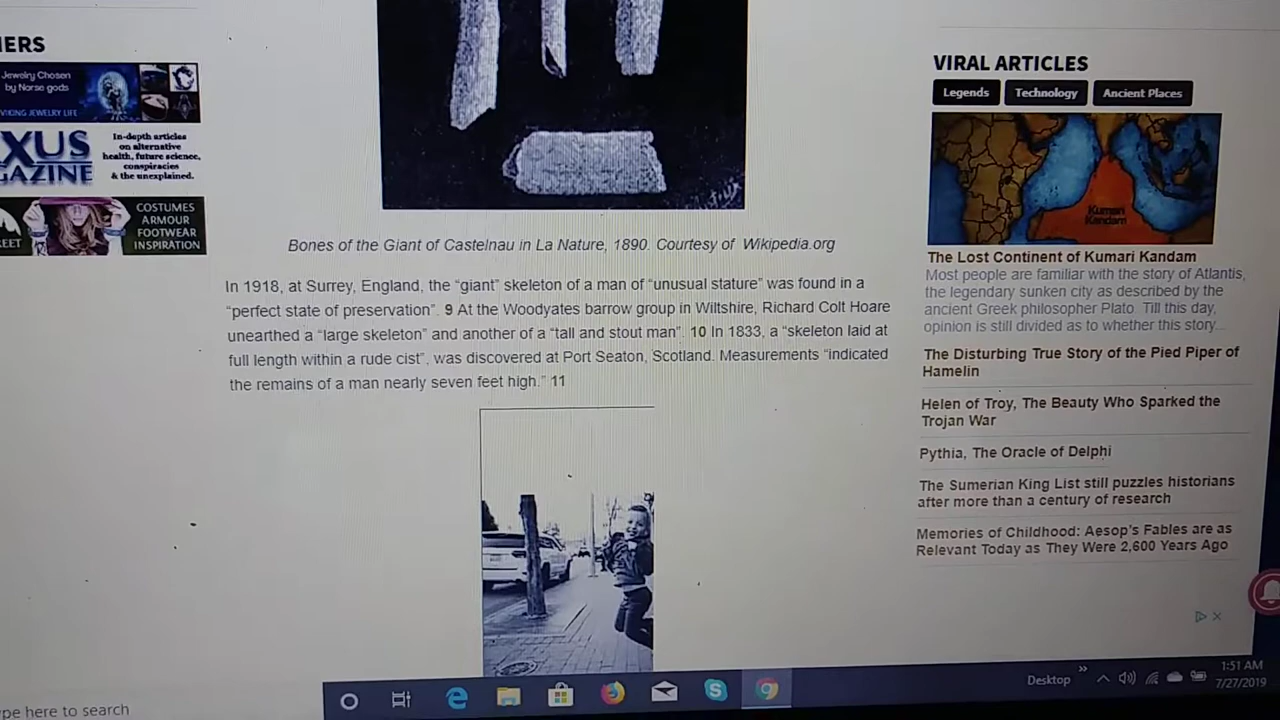 IERS
Jewelry Chosen
by Norse gods
VIKING JEWELRY LIFE
XUS
GAZINE
In-depth articles
on alternative
health, future science,
conspiracies
& the unexplained.
EET
COSTUMES
ARMOUR
FOOTWEAR
INSPIRATION
Bones of the Giant of Castelnau in La Nature, 1890. Courtesy of Wikipedia.org
In 1918, at Surrey, England, the “giant” skeleton of a man of “unusual stature” was found in a
“perfect state of preservation”. 9 At the Woodyates barrow group in Wiltshire, Richard Colt Hoare
unearthed a “large skeleton” and another of a “tall and stout man”. 10 In 1833, a “skeleton laid at
full length within a rude cist”, was discovered at Port Seaton, Scotland. Measurements “indicated
the remains of a man nearly seven feet high.” 11
VIRAL ARTICLES
Legends
Technology
Ancient Places
Kumari
Kandam
The Lost Continent of Kumari Kandam
Most people are familiar with the story of Atlantis,
the legendary sunken city as described by the
ancient Greek philosopher Plato. Till this day,
opinion is still divided as to whether this story...
The Disturbing True Story of the Pied Piper of
Hamelin
Helen of Troy, The Beauty Who Sparked the
Trojan War
Pythia, The Oracle of Delphi
The Sumerian King List still puzzles historians
after more than a century of research
Memories of Childhood: Aesop's Fables are as
Relevant Today as They Were 2,600 Years Ago
ype here to search
Desktop
1:51 AM
7/27/2019